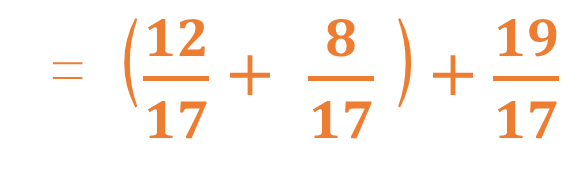 = (12/17 + 8/17) + 19/17